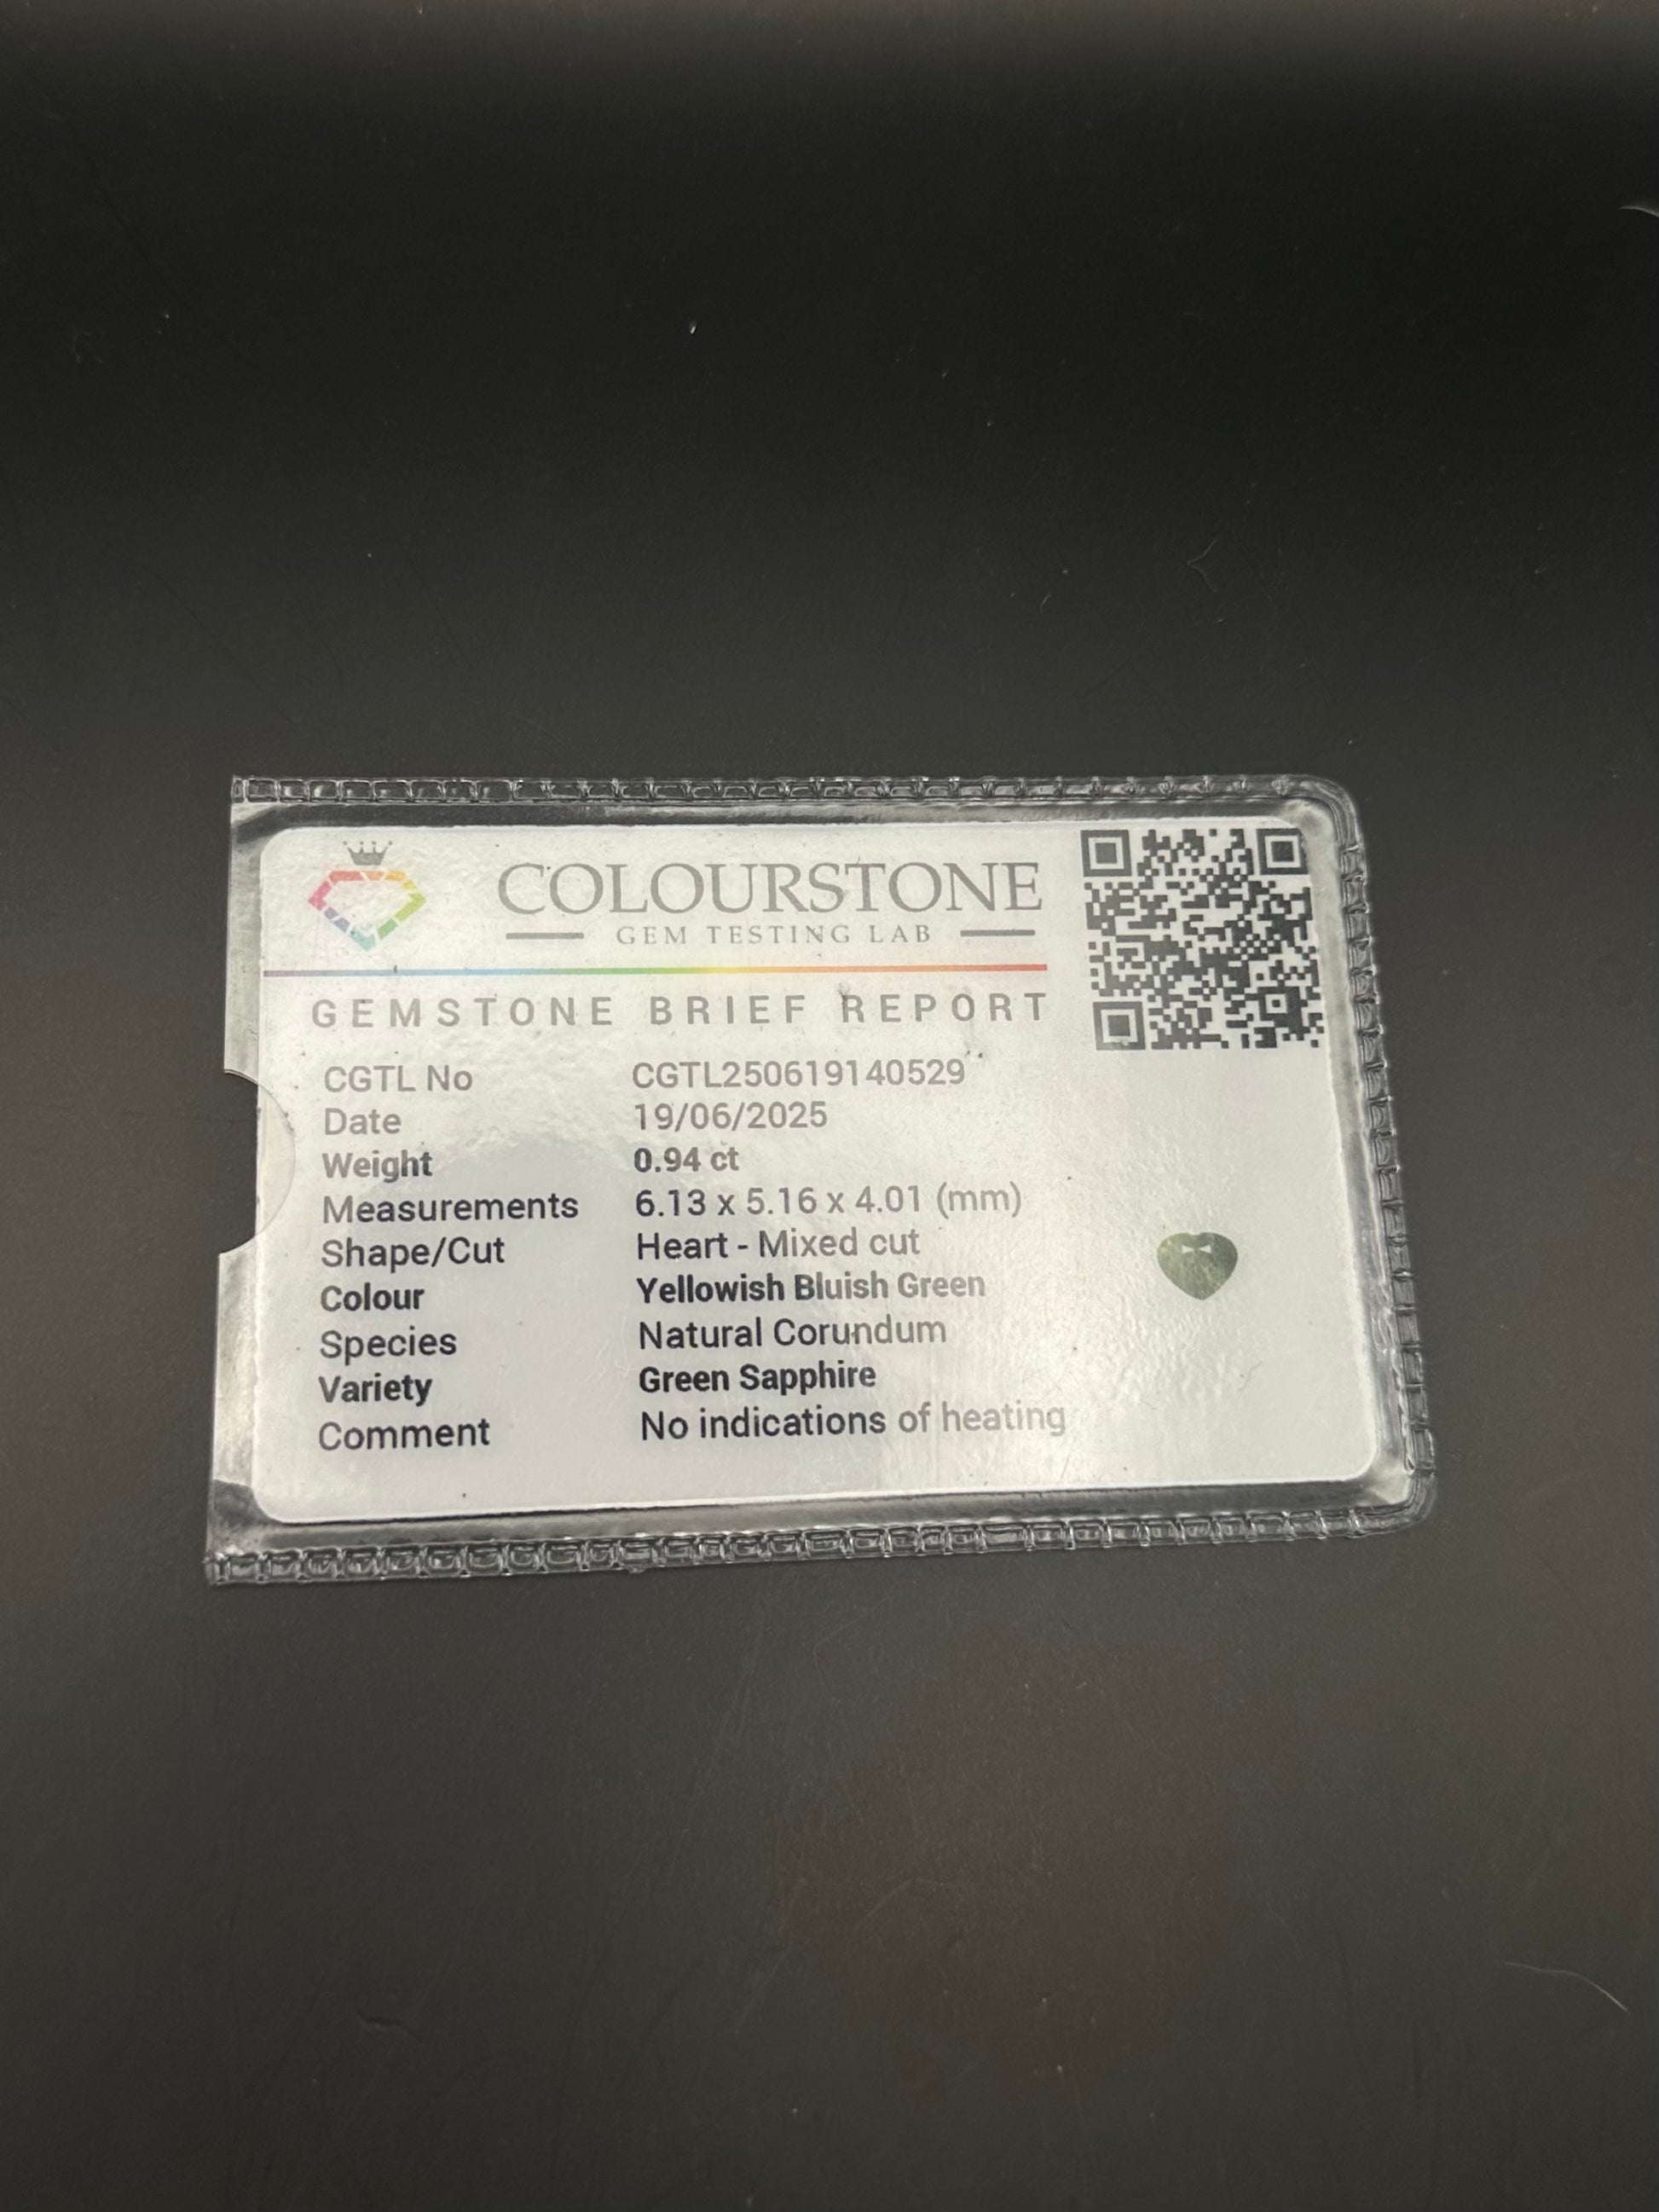 COLOURSTONE
GEM TESTING LAB
GEMSTONE BRIEF REPORT
CGTL No CGTL250619140529
Date 19/06/2025
Weight 0.94 ct
Measurements 6.13 x 5.16 x 4.01 (mm)
Shape/Cut Heart - Mixed cut
Colour Yellowish Bluish Green
Species Natural Corundum
Variety Green Sapphire
Comment No indications of heating